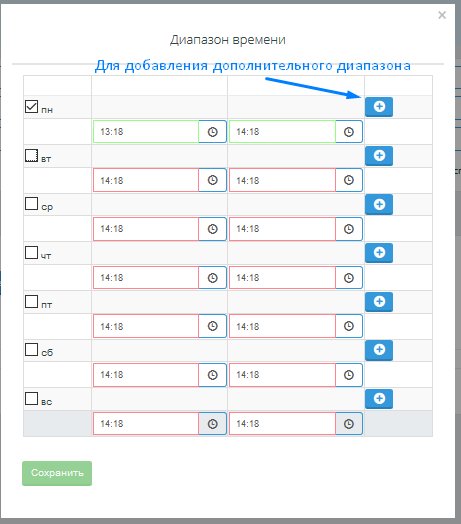 Диапазон времени
Для добавления дополнительного диапазона
пн
13:18 14:18
вт
14:18 14:18
ср
14:18 14:18
чт
14:18 14:18
пт
14:18 14:18
сб
14:18 14:18
вс
14:18 14:18
Сохранить